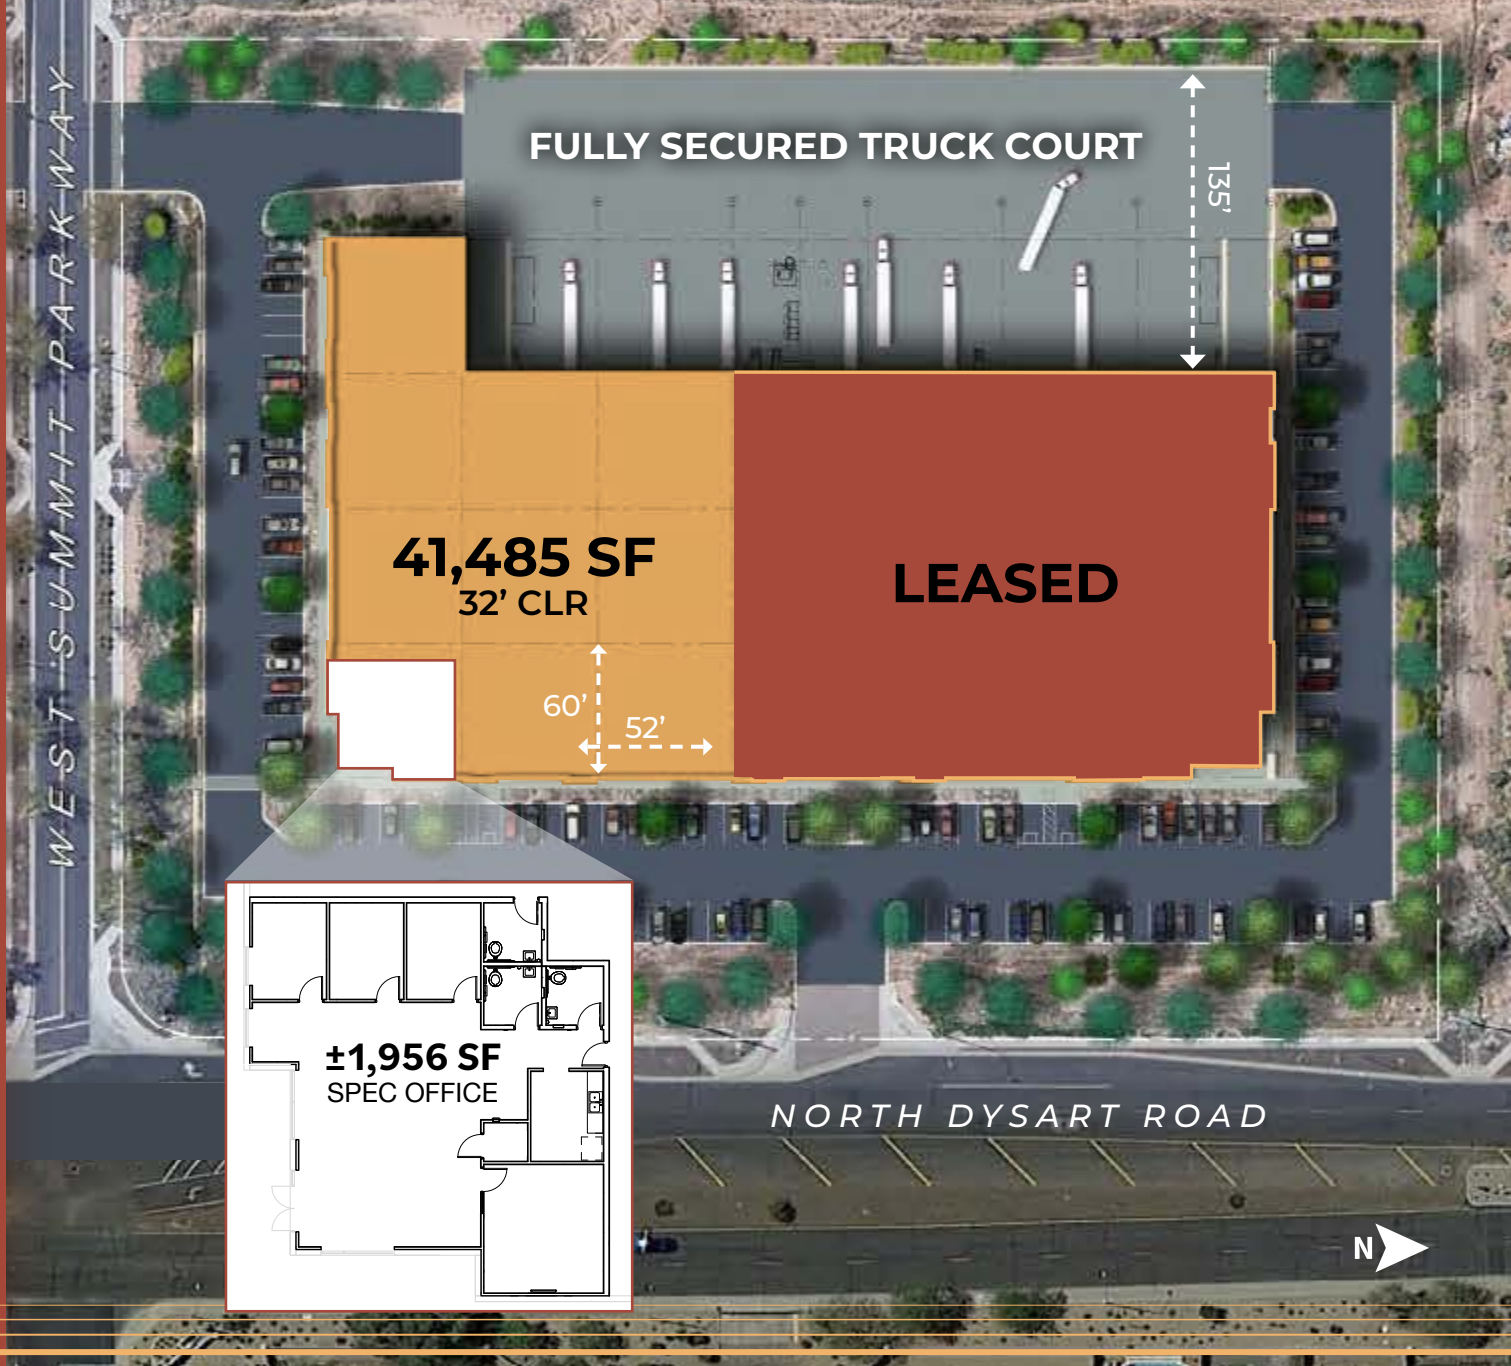 FULLY SECURED TRUCK COURT
135’
WEST SUMMIT PARKWAY
41,485 SF
32’ CLR
LEASED
60’
52’
±1,956 SF
SPEC OFFICE
NORTH DYSART ROAD
N